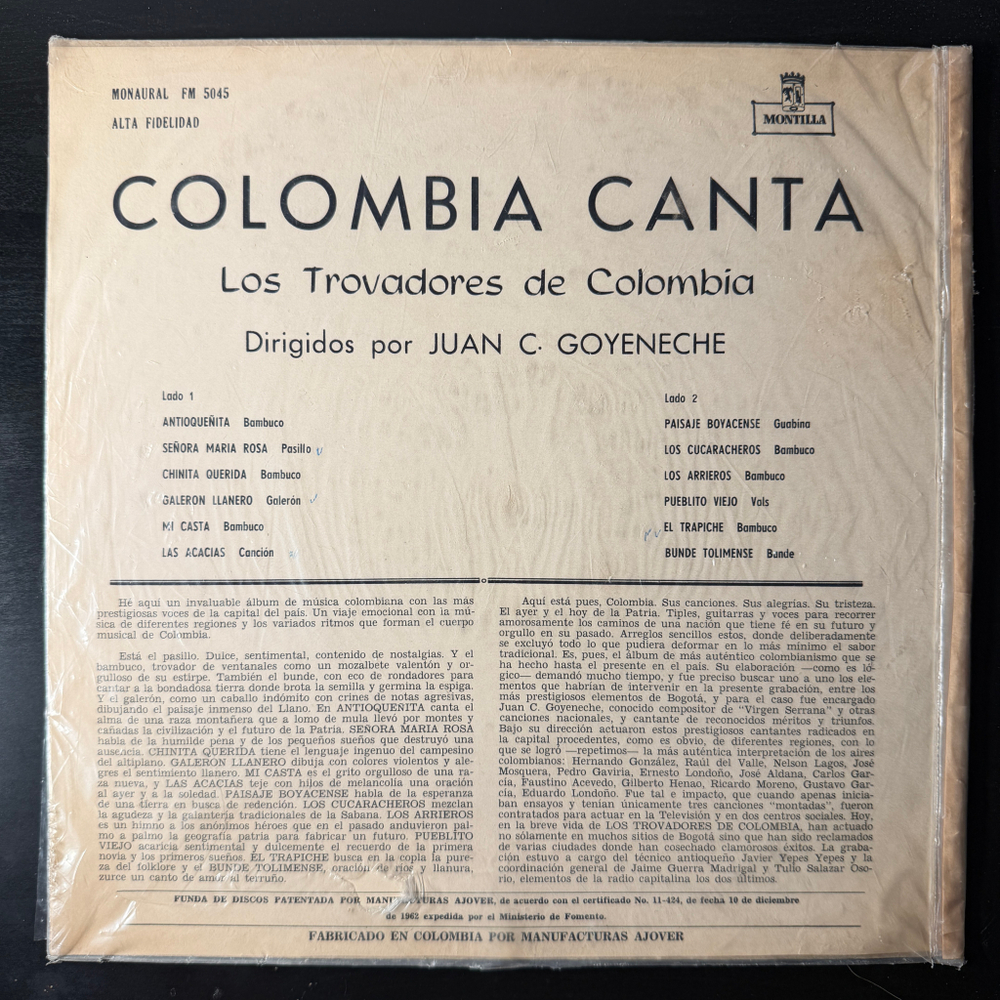 MONAURAL FM 5045
ALTA FIDELIDAD
MONTILLA
COLOMBIA CANTA
Los Trovadores de Colombia
Dirigidos por JUAN C. GOYENECHE
Lado 1
ANTIOQUEÑITA Bambuco
SEÑORA MARIA ROSA Pasillo
CHINITA QUERIDA Bambuco
GALERON LLANERO Galerón
MI CASTA Bambuco
LAS ACACIAS Canción
Lado 2
PAISAJE BOYACENSE Guabina
LOS CUCARACHEROS Bambuco
LOS ARRIEROS Bambuco
PUEBLITO VIEJO Vals
EL TRAPICHE Bambuco
BUNDE TOLIMENSE Bunde
He aquí un invaluable álbum de música colombiana con las más
prestigiosas voces de la capital del país. Un viaje emocional con la mú-
sica de diferentes regiones y los variados ritmos que forman el cuerpo
musical de Colombia.
Está el pasillo. Dulce, sentimental, contenido de nostalgias. Y el
bambuco, trovador de ventanales como un mozalbete valentón y or-
gulloso de su estirpe. También el bunde, con eco de rondadores para
cantar a la bondadosa tierra donde brota la semilla y germina la espiga.
Y el galerón, como un caballo indómito con crines de notas agresivas,
dibujando el paisaje inmenso del Llano. En ANTIOQUEÑITA canta el
alma de una raza montañera que a lomo de mula llevó por montes y
cañadas la civilización y el futuro de la Patria. SEÑORA MARIA ROSA
habla de la humilde pena y de los pequeños sueños que destruyó una
ausencia. CHINITA QUERIDA tiene el lenguaje ingenuo del campesino
del altiplano. GALERON LLANERO dibuja con colores violentos y ale-
gres el sentimiento llanero. MI CASTA es el grito orgulloso de una ra-
za nueva, y LAS ACACIAS teje con hijos de melancolía una oración
al ayer y a la soledad. PAISAJE BOYACENSE habla de la esperanza
de una tierra en busca de redención. LOS CUCARACHEROS mezclan
la agudeza y la galantería tradicionales de la Sabana. LOS ARRIEROS
es un himno a los anónimos héroes que en el pasado anduvieron pal-
mo a palmo la geografía patria para fabricar un futuro. PUEBLITO
VIEJO acaricia sentimental y dulcemente el recuerdo de la primera
novia y los primeros sueños. EL TRAPICHE busca en la copla la pure-
za del folklore y el BUNDE TOLIMENSE, oración de ríos y llanura,
zurce un canto de amor al terruño.
Aquí está pues, Colombia. Sus canciones. Sus alegrías. Su tristeza.
El ayer y el hoy de la Patria. Tiples, guitarras y voces para recorrer
amorosamente los caminos de una nación que tiene fé en su futuro y
orgullo en su pasado. Arreglos sencillos estos, donde deliberadamente
se excluyó todo lo que pudiera deformar en lo más mínimo el sabor
tradicional. Es, pues, el álbum de más auténtico colombianismo que se
ha hecho hasta el presente en el país. Su elaboración —como es ló-
gico— demandó mucho tiempo, y fue preciso buscar uno a uno los ele-
mentos que habrían de intervenir en la presente grabación, entre los
más prestigiosos elementos de Bogotá, y para el caso fue encargado
Juan C. Goyeneche, conocido compositor de "Virgen Serrana" y otras
canciones nacionales, y cantante de reconocidos méritos y triunfos.
Bajo su dirección actuaron estos prestigiosos cantantes radicados en
la capital procedentes, como es obvio, de diferentes regiones, con lo
que se logró —repetimos— la más auténtica interpretación de los aires
colombianos: Hernando González, Raúl del Valle, Nelson Lagos, José
Mosquera, Pedro Gaviria, Ernesto Londoño, José Aldana, Carlos Gar-
cía, Faustino Acevedo, Gilberto Henao, Ricardo Moreno, Gustavo Gar-
cía, Eduardo Londoño. Fue tal el impacto, que cuando apenas inicia-
ban ensayos y tenían únicamente tres canciones "montadas", fueron
contratados para actuar en la Televisión y en dos centros sociales. Hoy,
en la breve vida de LOS TROVADORES DE COLOMBIA, han actuado
no sólamente en muchos sitios de Bogotá sino que han sido reclamados
de varias ciudades donde han cosechado clamorosos éxitos. La graba-
ción estuvo a cargo del técnico antioqueño Javier Yepes Yepes y la
coordinación general de Jaime Guerra Madrigal y Tulio Salazar Oso-
rio, elementos de la radio capitalina los dos últimos.
FUNDA DE DISCOS PATENTADA POR MANUFACTURAS AJOVER, de acuerdo con el certificado No. 11-424, de fecha 10 de diciembre
de 1962 expedida por el Ministerio de Fomento.
FABRICADO EN COLOMBIA POR MANUFACTURAS AJOVER